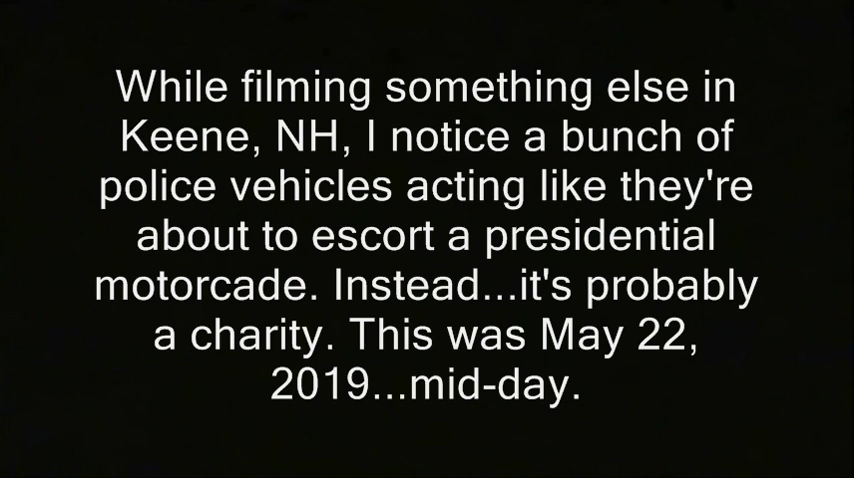 While filming something else in
Keene, NH, I notice a bunch of
police vehicles acting like they're
about to escort a presidential
motorcade. Instead...it's probably
a charity. This was May 22,
2019...mid-day.